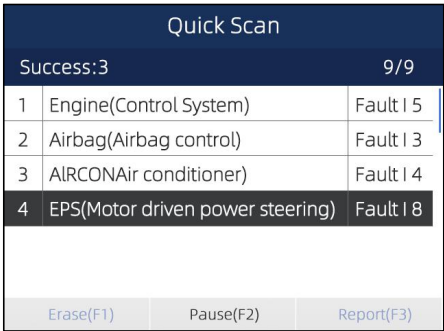 Quick Scan
Success:3 9/9
1 Engine(Control System) Fault I 5
2 Airbag(Airbag control) Fault I 3
3 AlRCONAir conditioner) Fault I 4
4 EPS(Motor driven power steering) Fault I 8
Erase(F1) Pause(F2) Report(F3)